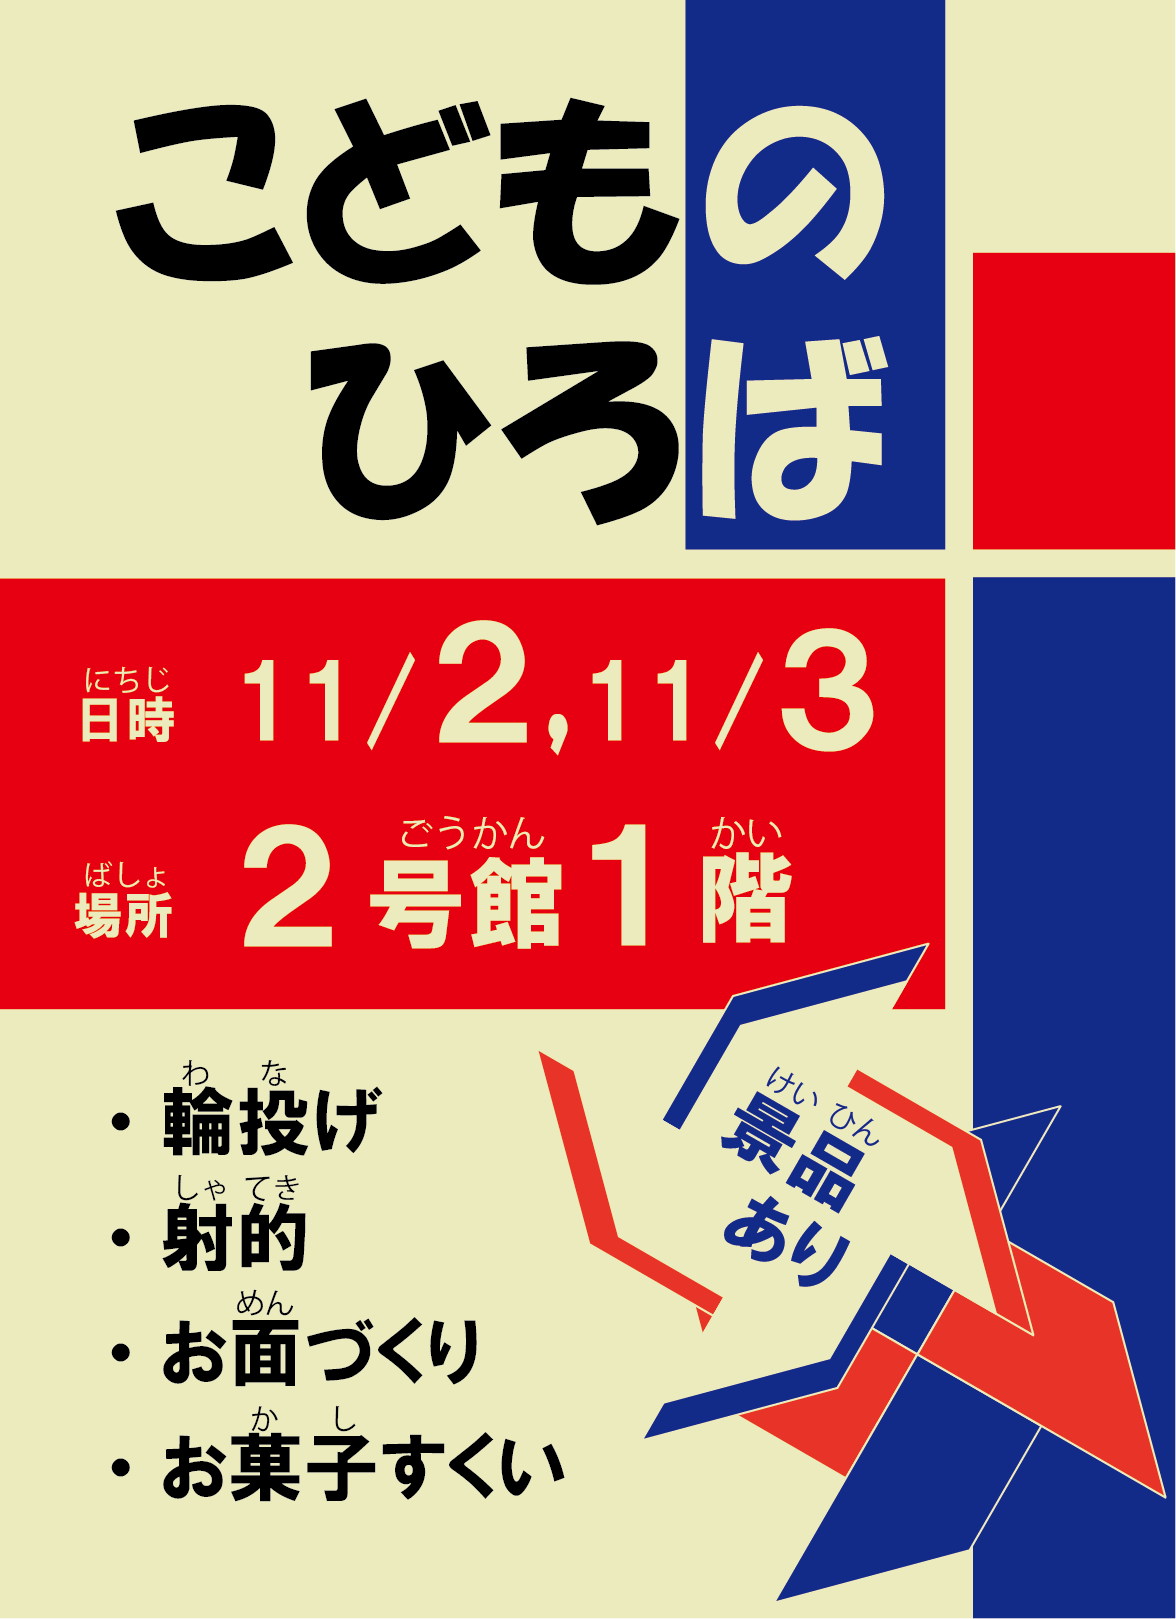 こどもの
ひろば
にちじ
日時 11/2,11/3
ごうかん かい
ばしょ
場所 2号館1階
わ な
・輪投げ
しゃ てき
・射的
めん
・お面づくり
か し
・お菓子すくい
けい ひん
景品
あり